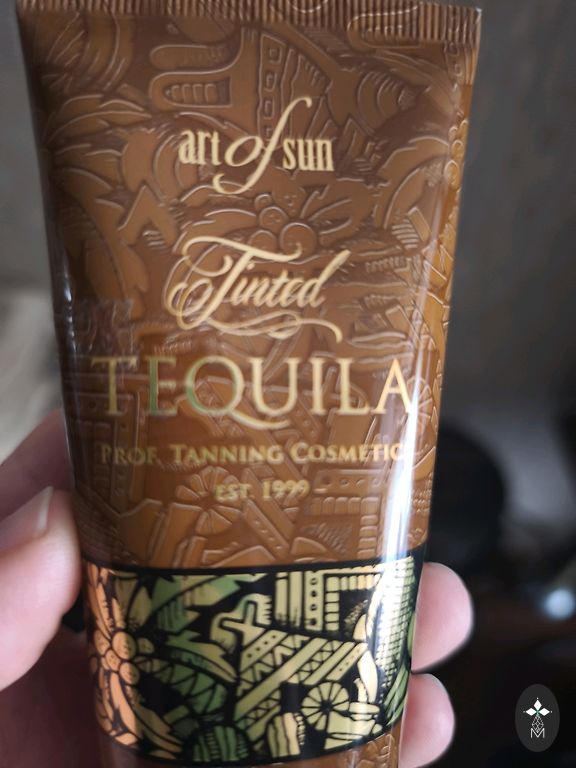 art of sun
Tinted
TEQUILA
PROF. TANNING COSMETIC
EST. 1999